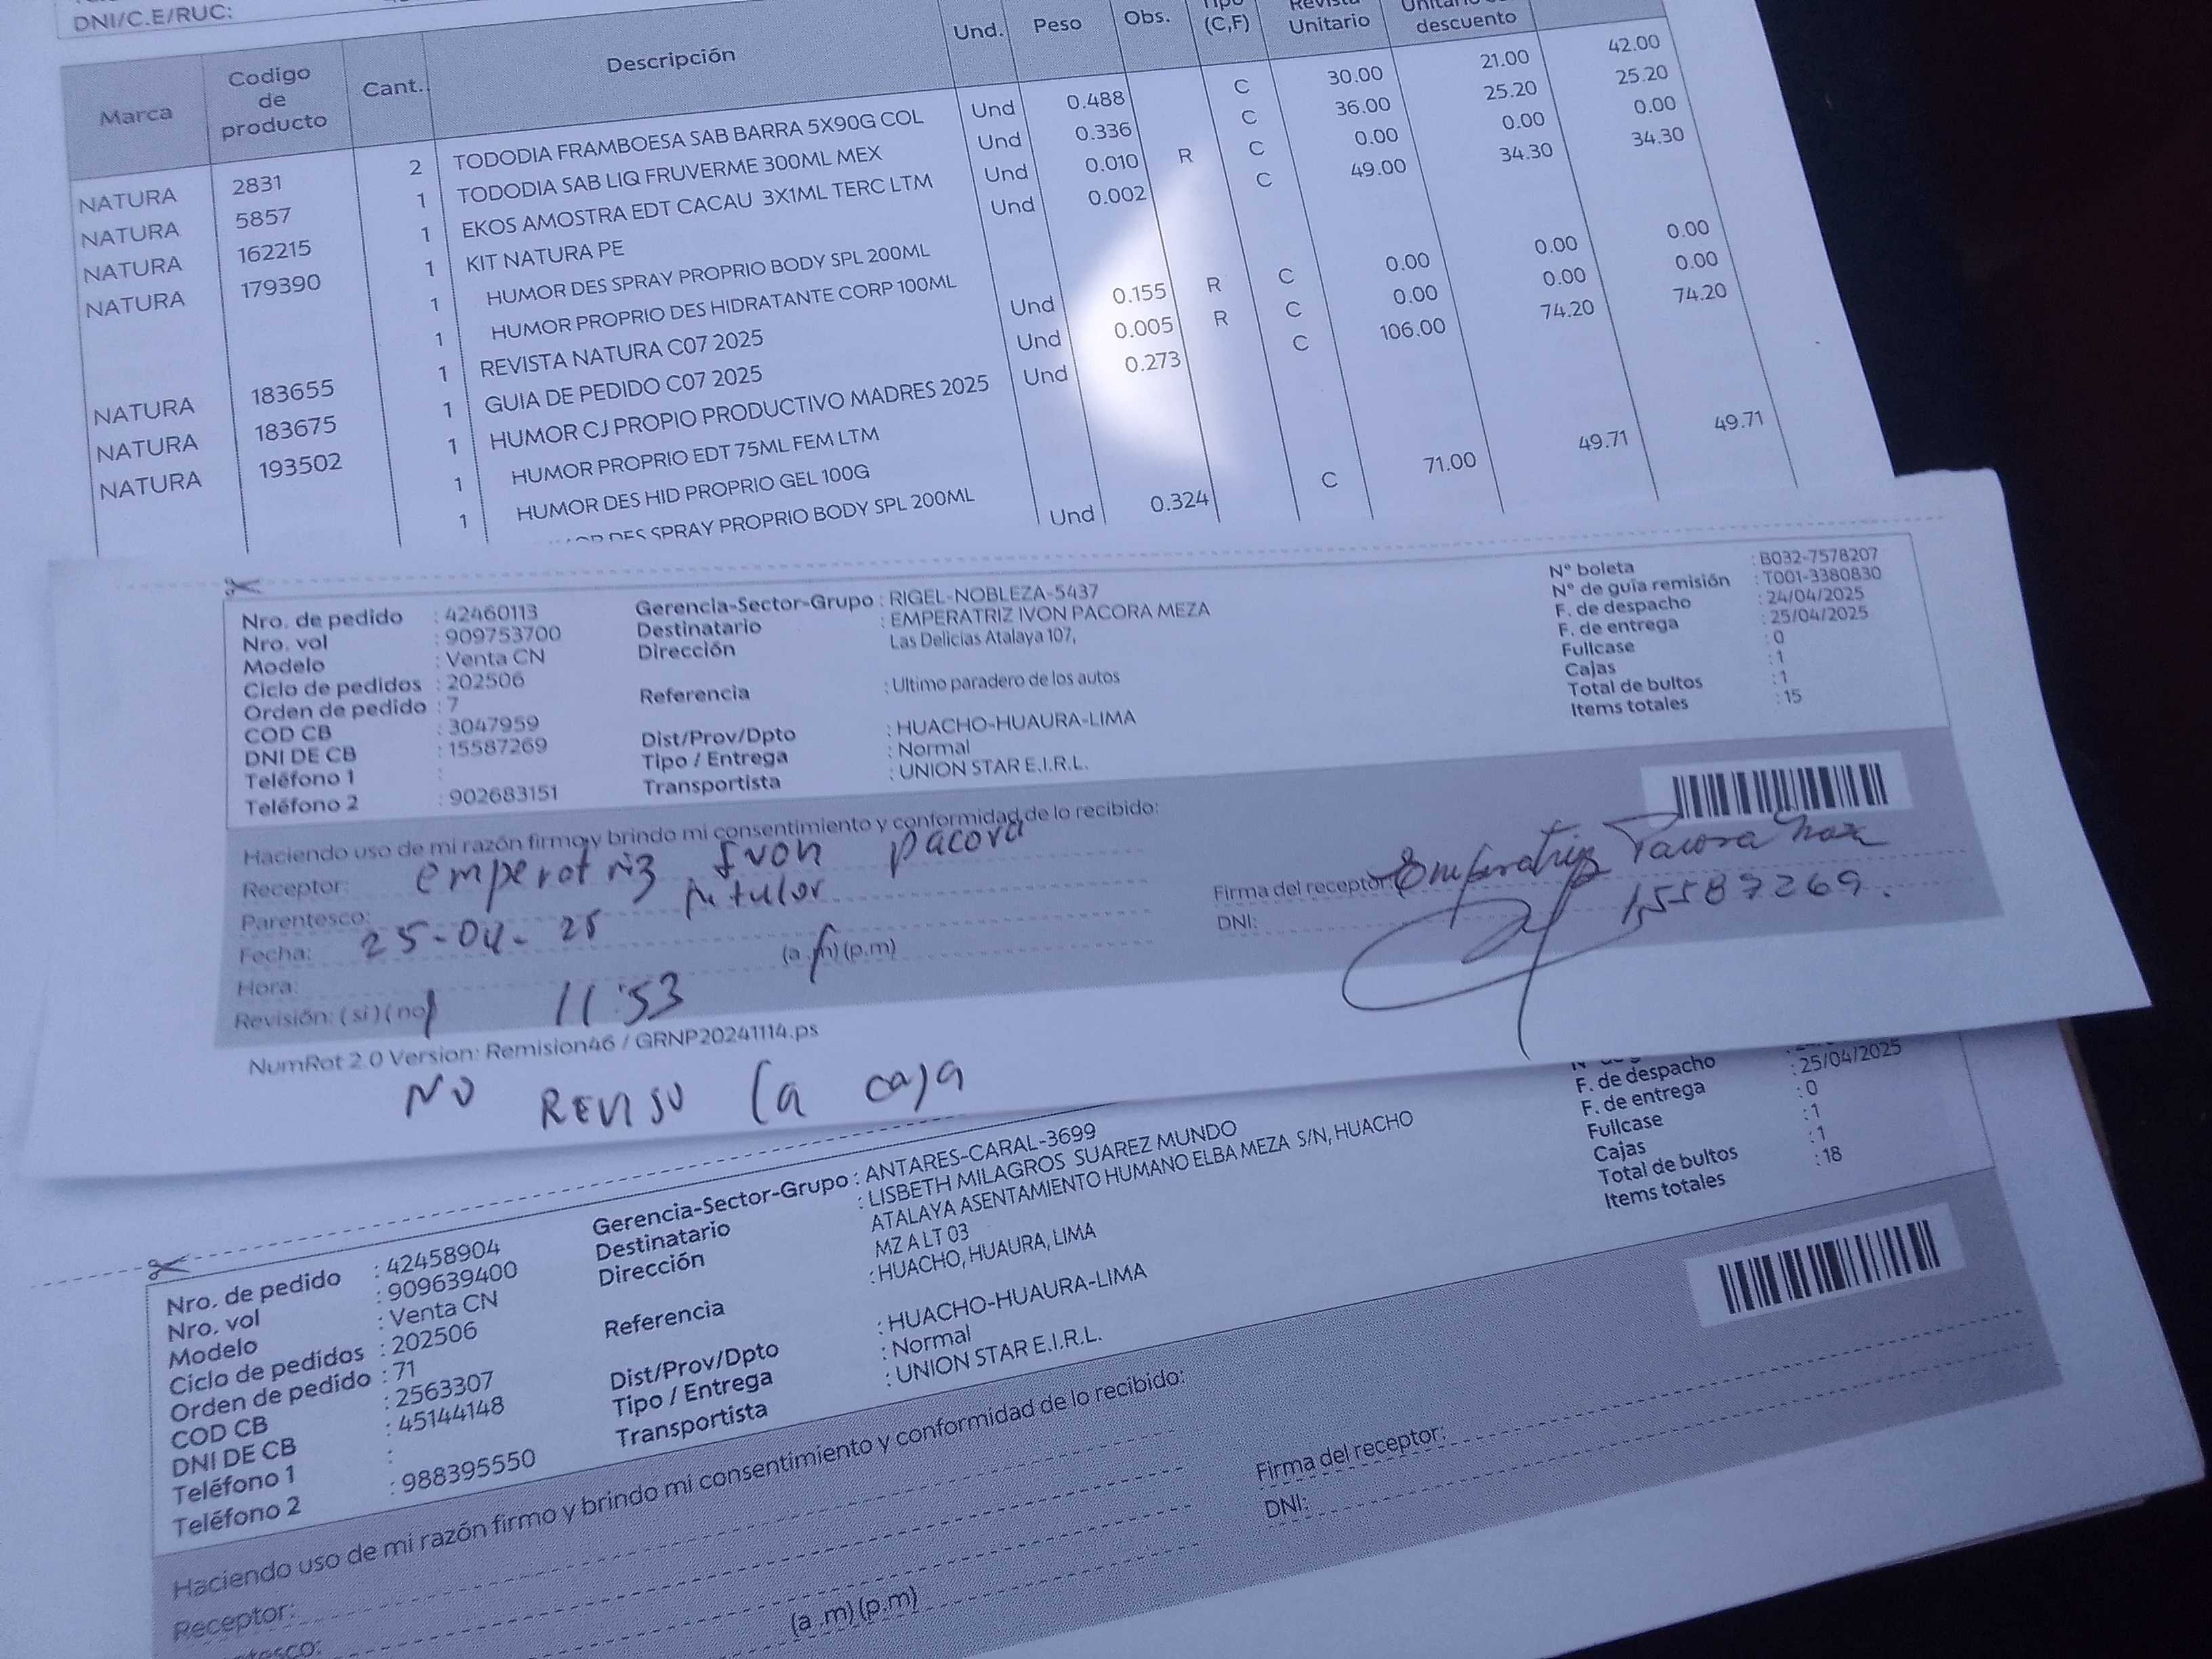 DNI/C.E/RUC:
Marca Codigo de producto Cant. Descripción Und. Peso Obs. (C,F) Unitario descuento
NATURA 2831 2 TODODIA FRAMBOESA SAB BARRA 5X90G COL Und 0.488 C 30.00 21.00 42.00
NATURA 5857 1 TODODIA SAB LIQ FRUVERME 300ML MEX Und 0.336 C 36.00 25.20 25.20
NATURA 162215 1 EKOS AMOSTRA EDT CACAU 3X1ML TERC LTM Und 0.010 R C 0.00 0.00 0.00
NATURA 179390 1 KIT NATURA PE Und 0.002 C 49.00 34.30 34.30
1 HUMOR DES SPRAY PROPRIO BODY SPL 200ML
1 HUMOR PROPRIO DES HIDRATANTE CORP 100ML
NATURA 183655 1 REVISTA NATURA C07 2025 Und 0.155 R C 0.00 0.00 0.00
NATURA 183675 1 GUIA DE PEDIDO C07 2025 Und 0.005 R C 0.00 0.00 0.00
NATURA 193502 1 HUMOR CJ PROPIO PRODUCTIVO MADRES 2025 Und 0.273 C 106.00 74.20 74.20
1 HUMOR PROPRIO EDT 75ML FEM LTM
1 HUMOR DES HID PROPRIO GEL 100G
DES SPRAY PROPRIO BODY SPL 200ML
Und 0.324 C 71.00 49.71 49.71
Nro. de pedido : 42460113
Nro. vol : 909753700
Modelo : Venta CN
Ciclo de pedidos : 202506
Orden de pedido : 7
COD CB : 3047959
DNI DE CB : 15587269
Teléfono 1 :
Teléfono 2 : 902683151
Gerencia-Sector-Grupo : RIGEL-NOBLEZA-5437
Destinatario : EMPERATRIZ IVON PACORA MEZA
Dirección Las Delicias Atalaya 107,
Referencia : Ultimo paradero de los autos
Dist/Prov/Dpto : HUACHO-HUAURA-LIMA
Tipo / Entrega : Normal
Transportista : UNION STAR E.I.R.L.
N° boleta : B032-7578207
N° de guía remisión : T001-3380830
F. de despacho : 24/04/2025
F. de entrega : 25/04/2025
Fullcase : 0
Cajas : 1
Total de bultos : 1
Items totales : 15
Haciendo uso de mi razón firmo y brindo mi consentimiento y conformidad de lo recibido:
Receptor: emperatriz Ivon pacora
Parentesco: titular
Fecha: 25-04-25
Hora: 11:53 (a.m)(p.m)
Revisión: (si) (no)
Firma del receptor: Emperatriz Pacora
DNI: 15587269.
NumRot 2.0 Version: Remision46 / GRNP20241114.ps
NO REVISO la caja
Nro. de pedido : 42458904
Nro. vol : 909639400
Modelo : Venta CN
Ciclo de pedidos : 202506
Orden de pedido : 71
COD CB : 2563307
DNI DE CB : 45144148
Teléfono 1 :
Teléfono 2 : 988395550
Gerencia-Sector-Grupo : ANTARES-CARAL-3699
Destinatario : LISBETH MILAGROS SUAREZ MUNDO
Dirección ATALAYA ASENTAMIENTO HUMANO ELBA MEZA S/N, HUACHO
MZ A LT 03
Referencia : HUACHO, HUAURA, LIMA
Dist/Prov/Dpto : HUACHO-HUAURA-LIMA
Tipo / Entrega : Normal
Transportista : UNION STAR E.I.R.L.
F. de despacho
F. de entrega : 25/04/2025
Fullcase : 0
Cajas : 1
Total de bultos : 1
Items totales : 18
Haciendo uso de mi razón firmo y brindo mi consentimiento y conformidad de lo recibido:
Receptor:
(a .m) (p.m)
Firma del receptor:
DNI: